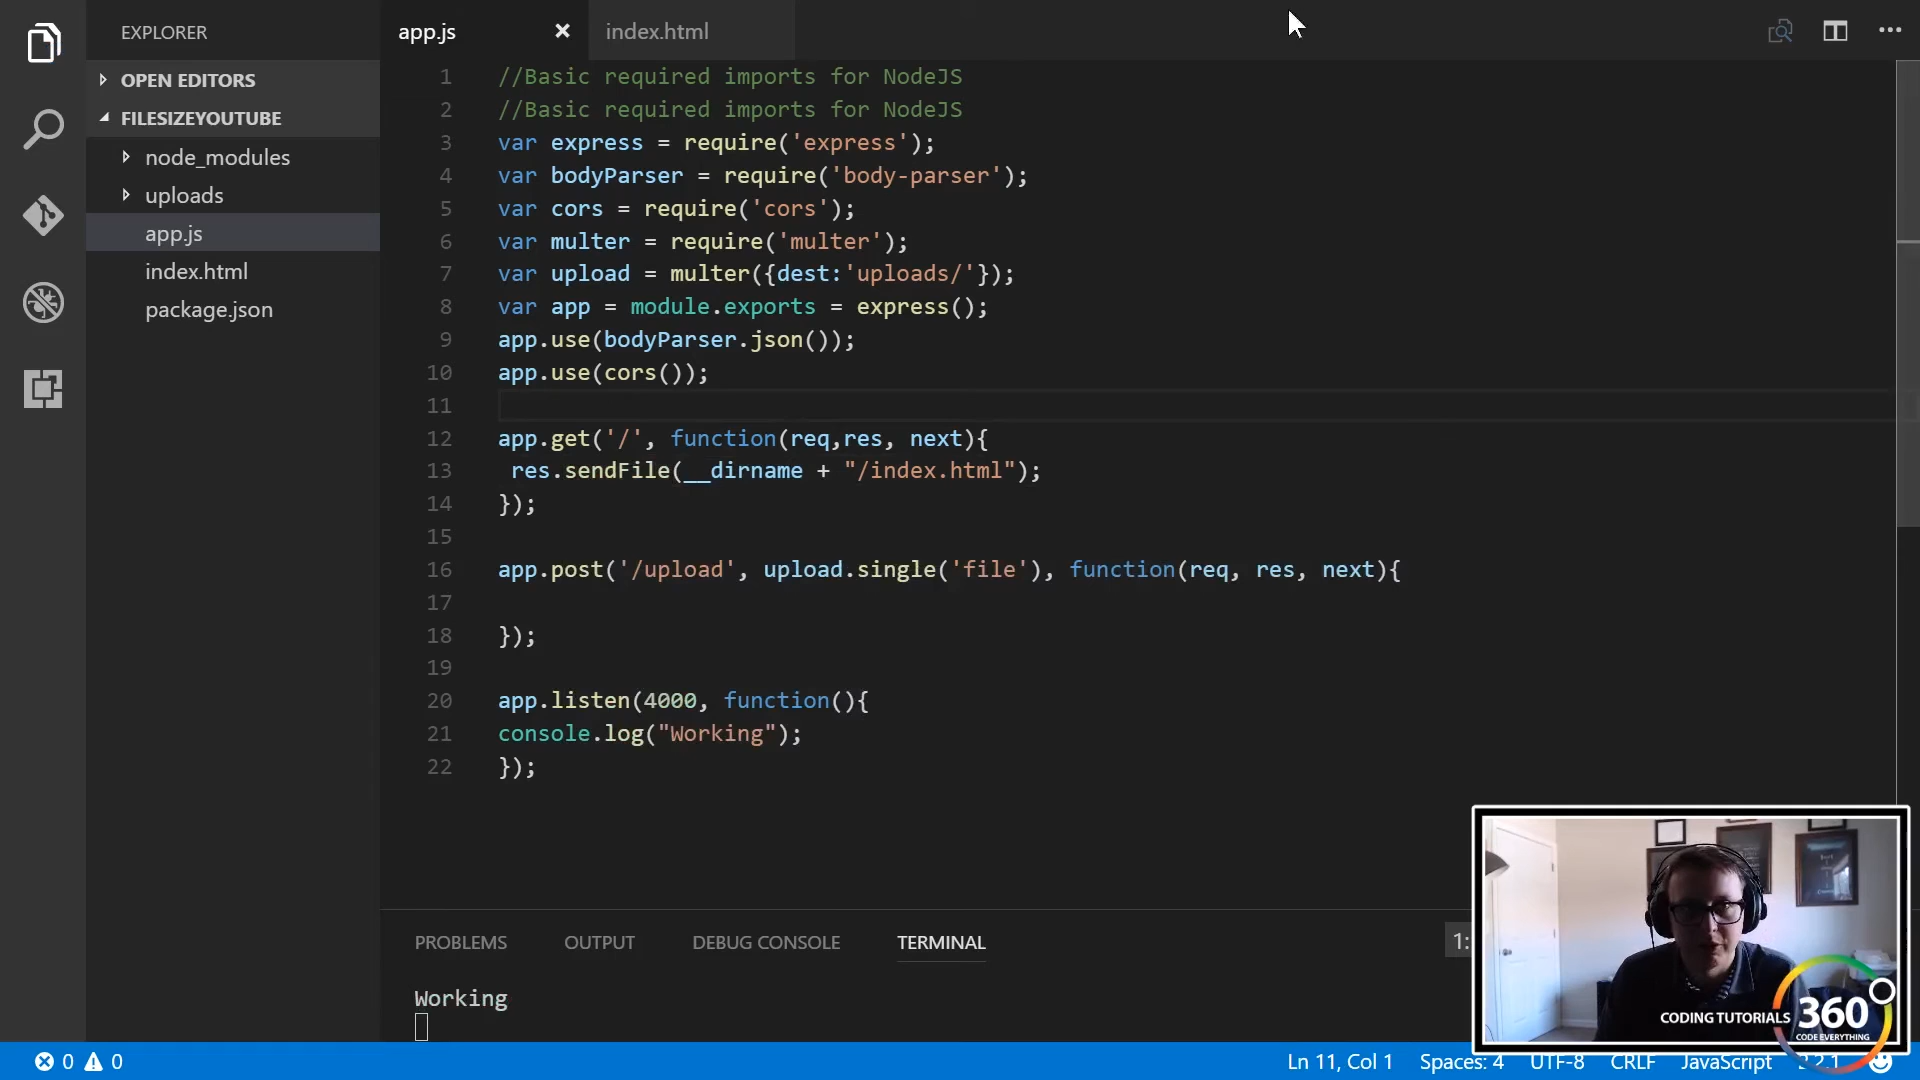 EXPLORER
OPEN EDITORS
FILESIZEYOUTUBE
node_modules
uploads
app.js
index.html
package.json
app.js
index.html
1 //Basic required imports for NodeJS
2 //Basic required imports for NodeJS
3 var express = require('express');
4 var bodyParser = require('body-parser');
5 var cors = require('cors');
6 var multer = require('multer');
7 var upload = multer({dest:'uploads/'});
8 var app = module.exports = express();
9 app.use(bodyParser.json());
10 app.use(cors());
11
12 app.get('/', function(req,res, next){
13 res.sendFile(__dirname + "/index.html");
14 });
15
16 app.post('/upload', upload.single('file'), function(req, res, next){
17
18 });
19
20 app.listen(4000, function(){
21 console.log("Working");
22 });
PROBLEMS OUTPUT DEBUG CONSOLE TERMINAL 1:
Working
CODING TUTORIALS 360
CODE EVERYTHING
0 0 Ln 11, Col 1 Spaces: 4 UTF-8 CRLF JavaScript 2.2.1